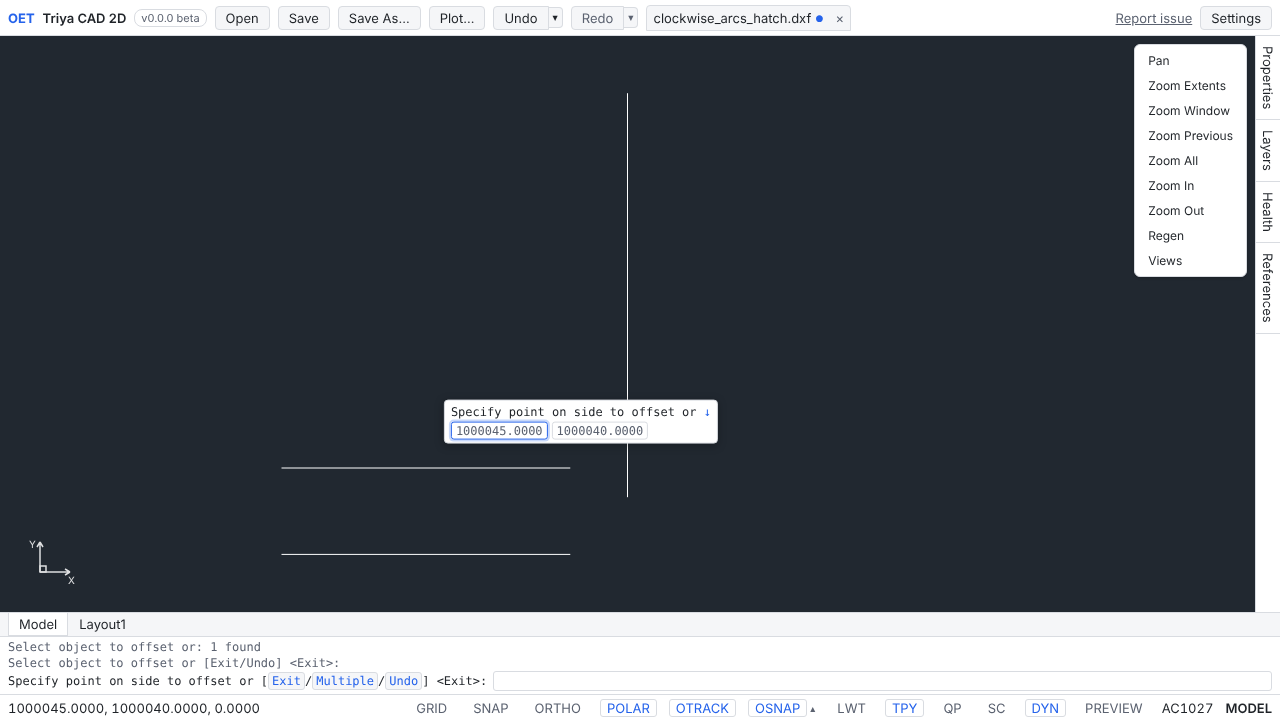 OET Triya CAD 2D v0.0.0 beta Open Save Save As... Plot... Undo ▾ Redo ▾ clockwise_arcs_hatch.dxf ● × Report issue Settings
Pan
Zoom Extents
Zoom Window
Zoom Previous
Zoom All
Zoom In
Zoom Out
Regen
Views
Properties
Layers
Health
References
Specify point on side to offset or ↓
1000045.0000 1000040.0000
Y
X
Model Layout1
Select object to offset or: 1 found
Select object to offset or [Exit/Undo] <Exit>:
Specify point on side to offset or [Exit/Multiple/Undo] <Exit>:
1000045.0000, 1000040.0000, 0.0000 GRID SNAP ORTHO POLAR OTRACK OSNAP ▴ LWT TPY QP SC DYN PREVIEW AC1027 MODEL